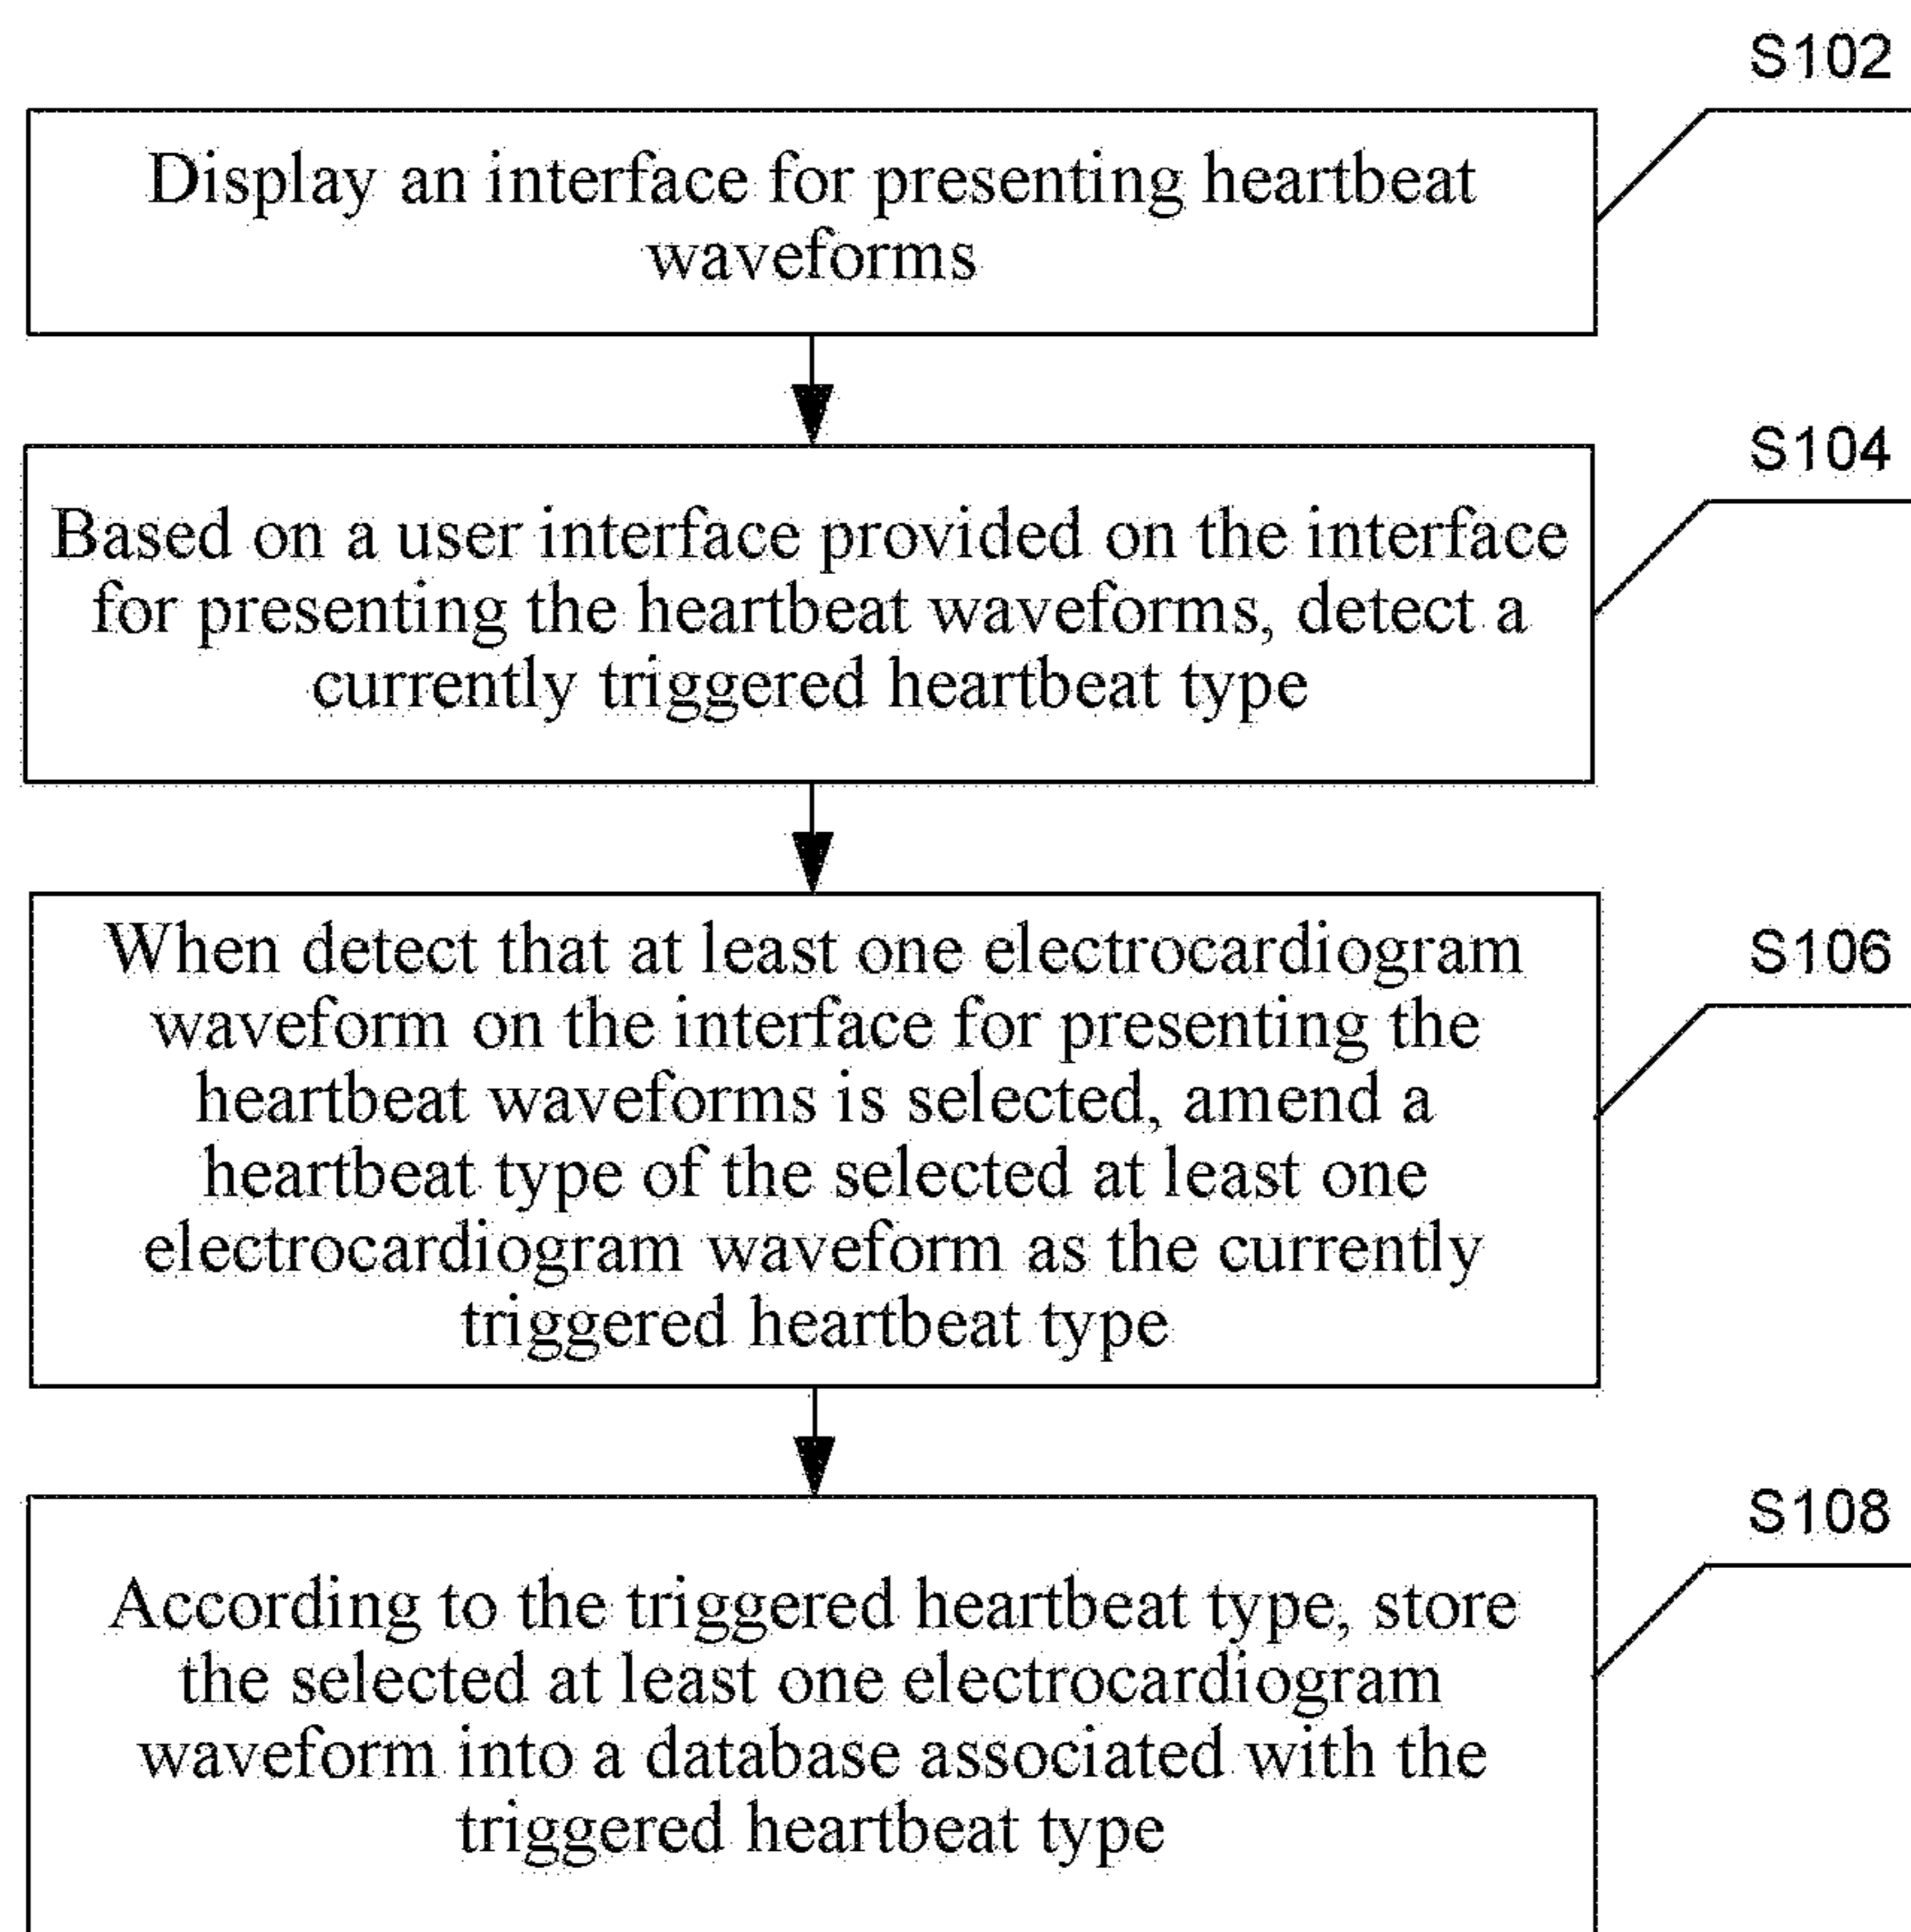 S102
Display an interface for presenting heartbeat
waveforms
S104
Based on a user interface provided on the interface
for presenting the heartbeat waveforms, detect a
currently triggered heartbeat type
S106
When detect that at least one electrocardiogram
waveform on the interface for presenting the
heartbeat waveforms is selected, amend a
heartbeat type of the selected at least one
electrocardiogram waveform as the currently
triggered heartbeat type
S108
According to the triggered heartbeat type, store
the selected at least one electrocardiogram
waveform into a database associated with the
triggered heartbeat type